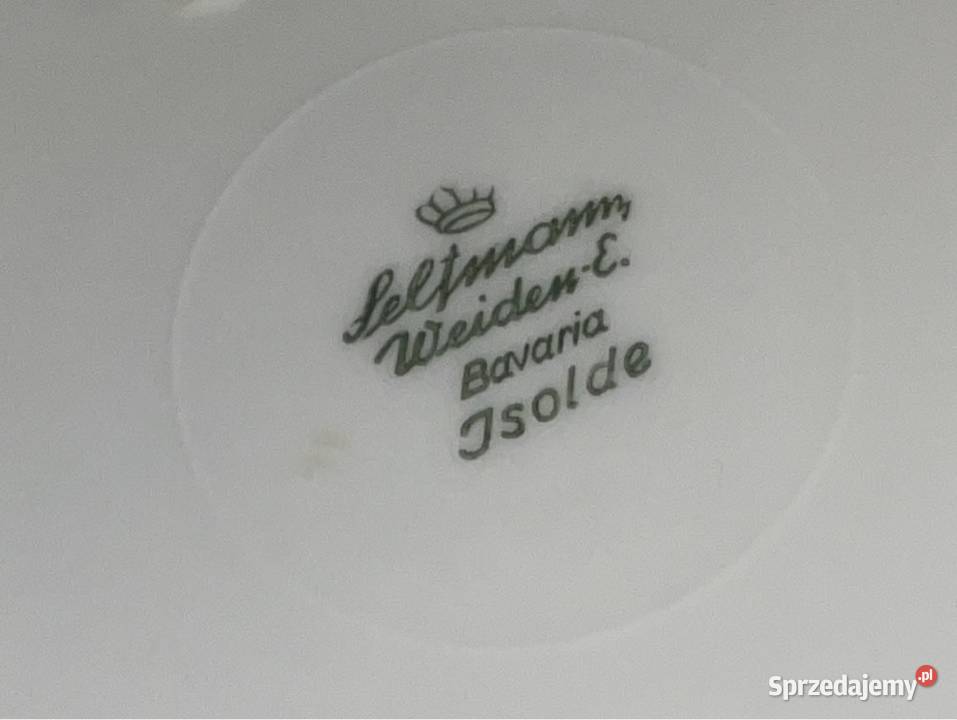 Seltmann,
Weiden-E.
Bavaria
Isolde
Sprzedajemy.pl